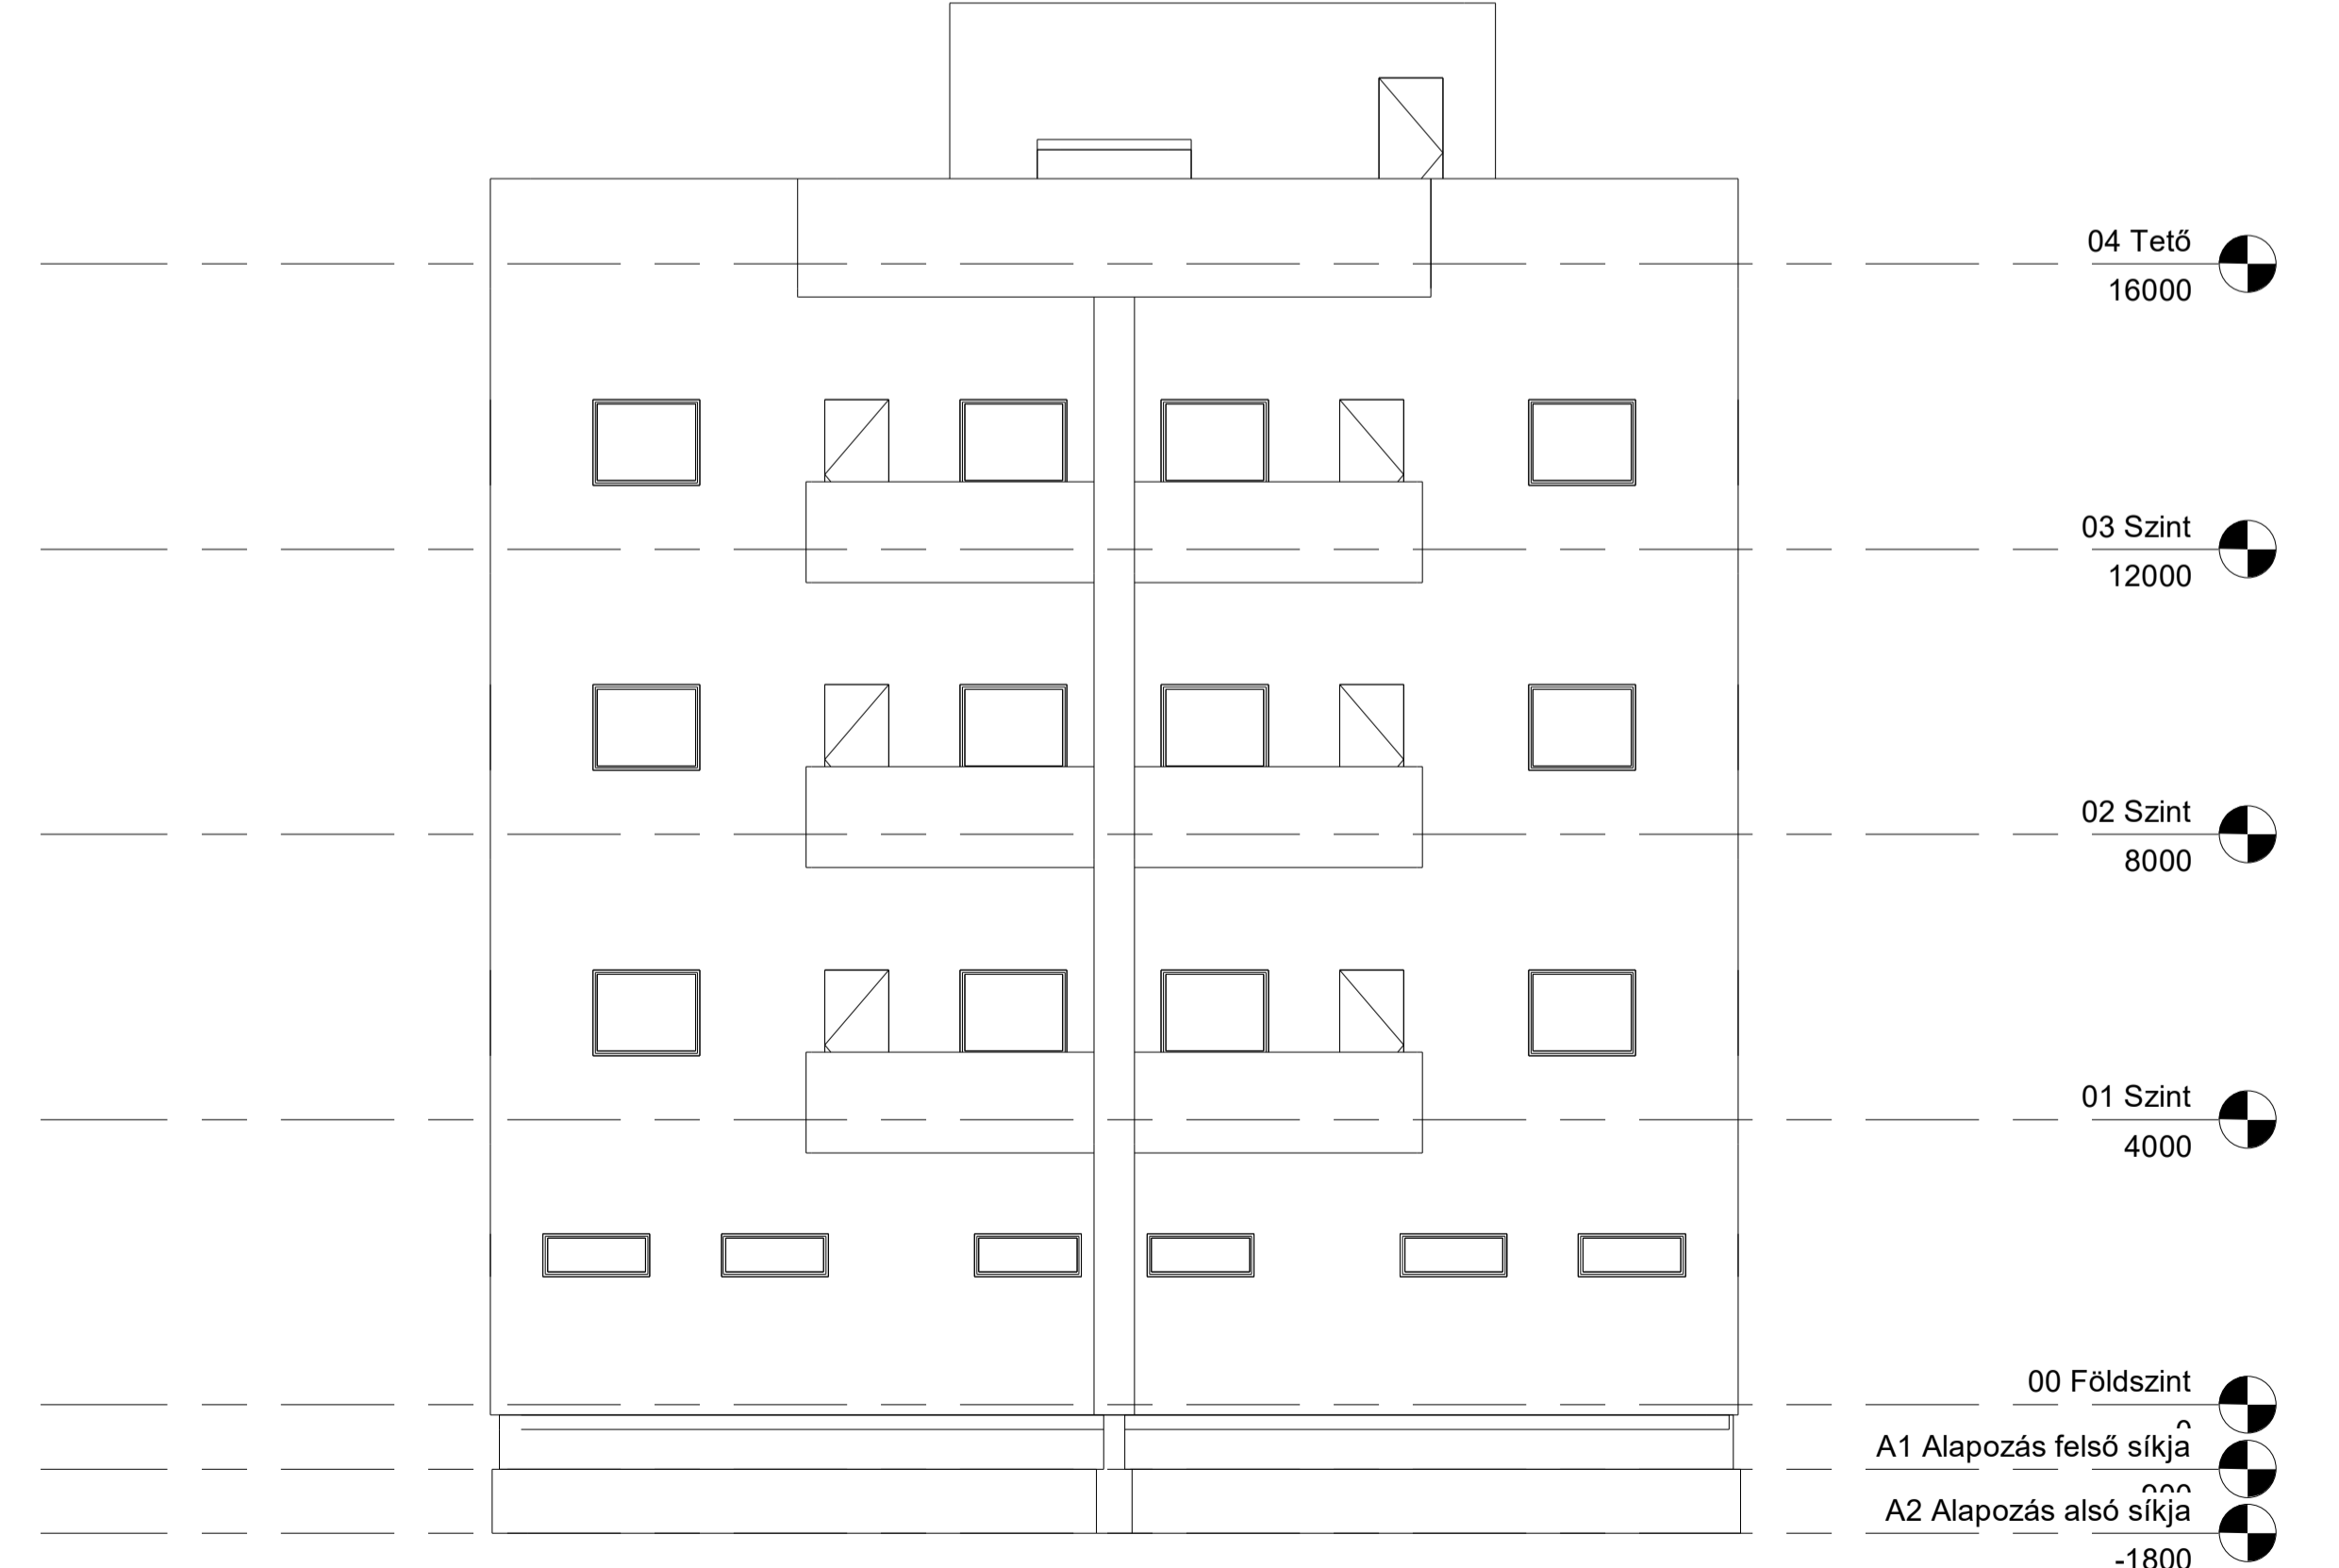 04 Tető
16000
03 Szint
12000
02 Szint
8000
01 Szint
4000
00 Földszint
A1 Alapozás felső síkja
A2 Alapozás alsó síkja
-1800